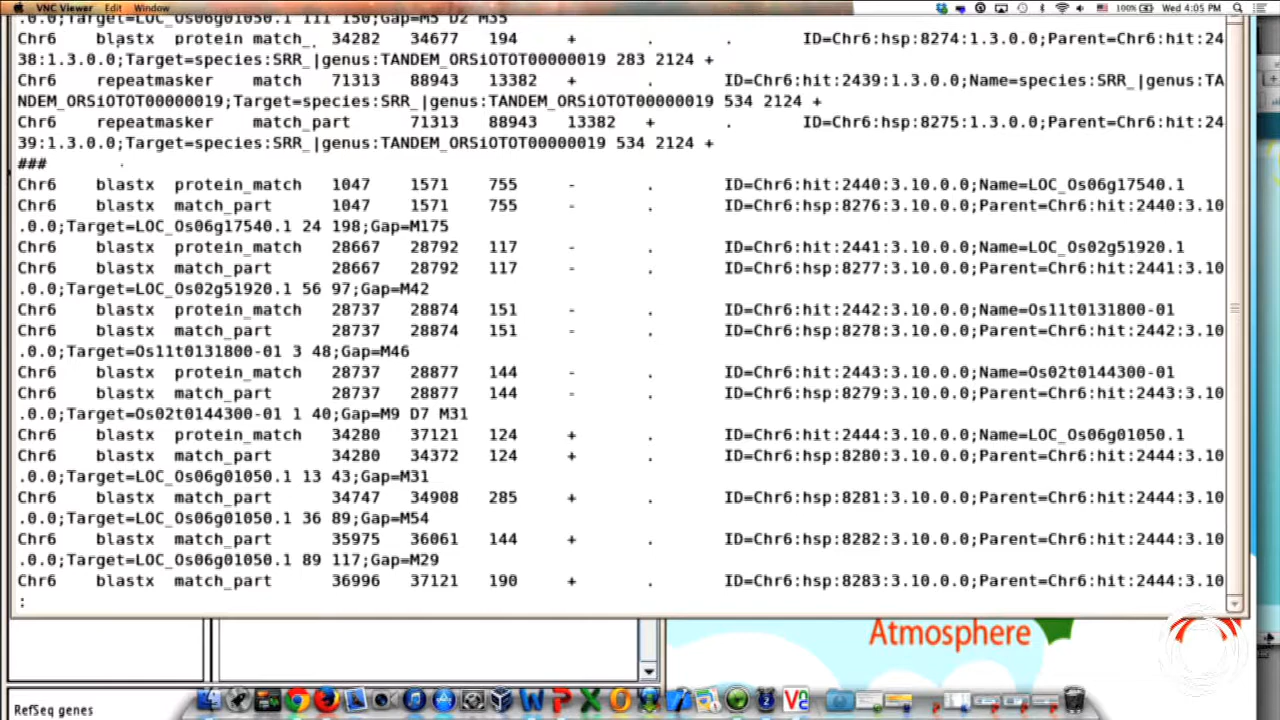 VNC Viewer Edit Window 100% Wed 4:05 PM
.0.0;Target=LOC_Os06g01050.1 111 150;Gap=M5 D2 M35
Chr6 blastx protein_match 34282 34677 194 + . . ID=Chr6:hsp:8274:1.3.0.0;Parent=Chr6:hit:24
38:1.3.0.0;Target=species:SRR_|genus:TANDEM_ORSiOTOT00000019 283 2124 +
Chr6 repeatmasker match 71313 88943 13382 + . ID=Chr6:hit:2439:1.3.0.0;Name=species:SRR_|genus:TA
NDEM_ORSiOTOT00000019;Target=species:SRR_|genus:TANDEM_ORSiOTOT00000019 534 2124 +
Chr6 repeatmasker match_part 71313 88943 13382 + . ID=Chr6:hsp:8275:1.3.0.0;Parent=Chr6:hit:24
39:1.3.0.0;Target=species:SRR_|genus:TANDEM_ORSiOTOT00000019 534 2124 +
###
Chr6 blastx protein_match 1047 1571 755 - . ID=Chr6:hit:2440:3.10.0.0;Name=LOC_Os06g17540.1
Chr6 blastx match_part 1047 1571 755 - . ID=Chr6:hsp:8276:3.10.0.0;Parent=Chr6:hit:2440:3.10
.0.0;Target=LOC_Os06g17540.1 24 198;Gap=M175
Chr6 blastx protein_match 28667 28792 117 - . ID=Chr6:hit:2441:3.10.0.0;Name=LOC_Os02g51920.1
Chr6 blastx match_part 28667 28792 117 - . ID=Chr6:hsp:8277:3.10.0.0;Parent=Chr6:hit:2441:3.10
.0.0;Target=LOC_Os02g51920.1 56 97;Gap=M42
Chr6 blastx protein_match 28737 28874 151 - . ID=Chr6:hit:2442:3.10.0.0;Name=Os11t0131800-01
Chr6 blastx match_part 28737 28874 151 - . ID=Chr6:hsp:8278:3.10.0.0;Parent=Chr6:hit:2442:3.10
.0.0;Target=Os11t0131800-01 3 48;Gap=M46
Chr6 blastx protein_match 28737 28877 144 - . ID=Chr6:hit:2443:3.10.0.0;Name=Os02t0144300-01
Chr6 blastx match_part 28737 28877 144 - . ID=Chr6:hsp:8279:3.10.0.0;Parent=Chr6:hit:2443:3.10
.0.0;Target=Os02t0144300-01 1 40;Gap=M9 D7 M31
Chr6 blastx protein_match 34280 37121 124 + . ID=Chr6:hit:2444:3.10.0.0;Name=LOC_Os06g01050.1
Chr6 blastx match_part 34280 34372 124 + . ID=Chr6:hsp:8280:3.10.0.0;Parent=Chr6:hit:2444:3.10
.0.0;Target=LOC_Os06g01050.1 13 43;Gap=M31
Chr6 blastx match_part 34747 34908 285 + . ID=Chr6:hsp:8281:3.10.0.0;Parent=Chr6:hit:2444:3.10
.0.0;Target=LOC_Os06g01050.1 36 89;Gap=M54
Chr6 blastx match_part 35975 36061 144 + . ID=Chr6:hsp:8282:3.10.0.0;Parent=Chr6:hit:2444:3.10
.0.0;Target=LOC_Os06g01050.1 89 117;Gap=M29
Chr6 blastx match_part 36996 37121 190 + . ID=Chr6:hsp:8283:3.10.0.0;Parent=Chr6:hit:2444:3.10
:
Atmosphere
RefSeq genes